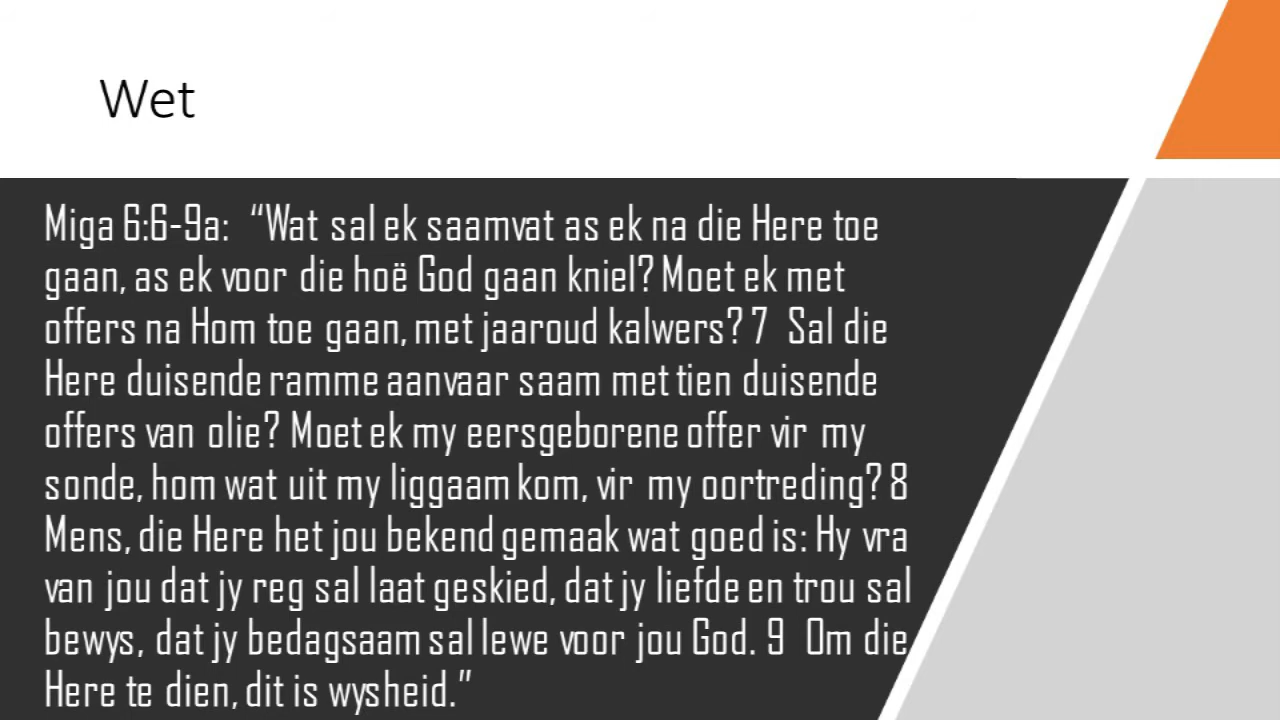 Wet
Miga 6:6-9a:  “Wat sal ek saamvat as ek na die Here toe
gaan, as ek voor die hoë God gaan kniel? Moet ek met
offers na Hom toe gaan, met jaaroud kalwers? 7  Sal die
Here duisende ramme aanvaar saam met tien duisende
offers van olie? Moet ek my eersgeborene offer vir my
sonde, hom wat uit my liggaam kom, vir my oortreding? 8
Mens, die Here het jou bekend gemaak wat goed is: Hy vra
van jou dat jy reg sal laat geskied, dat jy liefde en trou sal
bewys, dat jy bedagsaam sal lewe voor jou God. 9  Om die
Here te dien, dit is wysheid.”